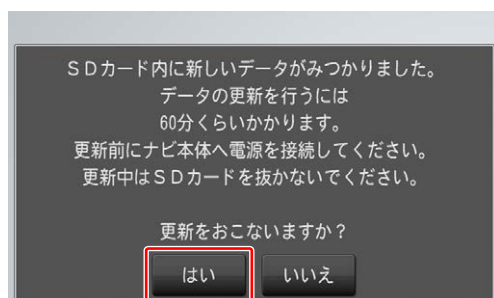 ＳＤカード内に新しいデータがみつかりました。
データの更新を行うには
60分くらいかかります。
更新前にナビ本体へ電源を接続してください。
更新中はＳＤカードを抜かないでください。
更新をおこないますか？
はい
いいえ